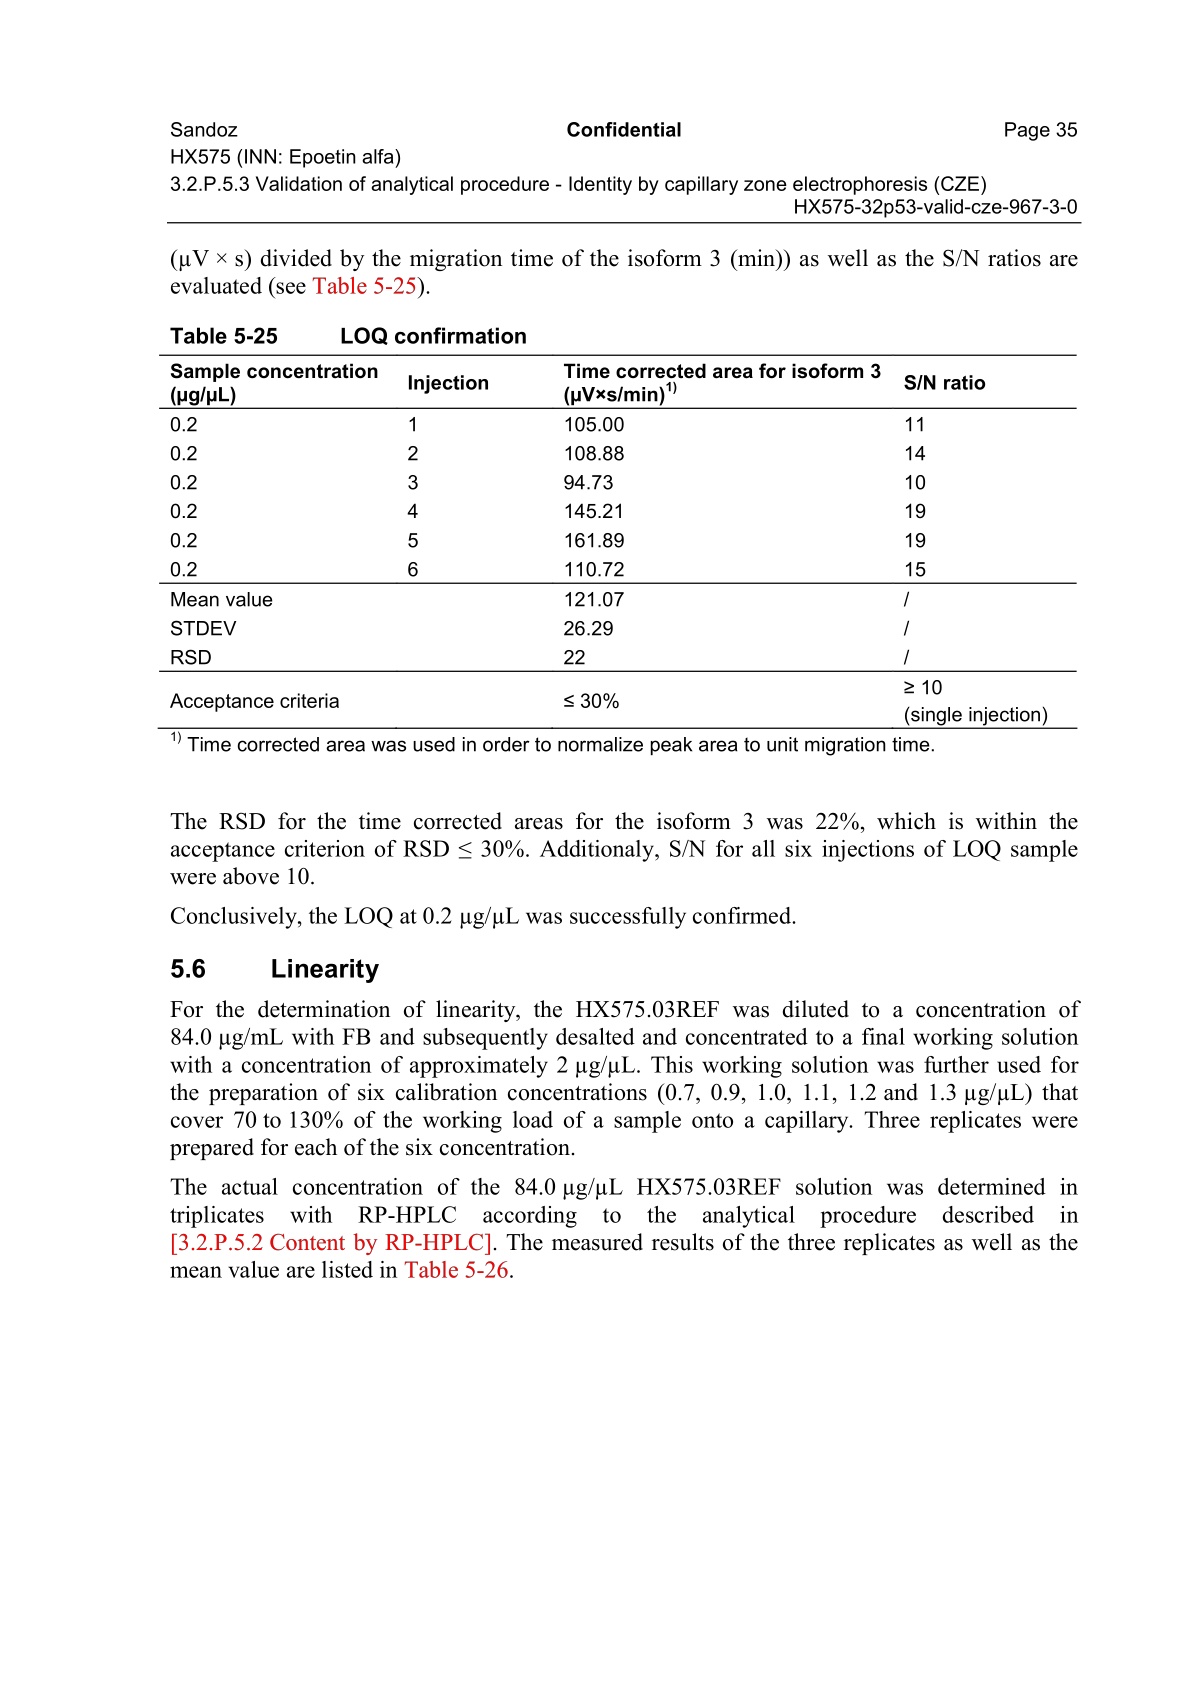 Sandoz Confidential Page 35
HX575 (INN: Epoetin alfa)
3.2.P.5.3 Validation of analytical procedure - Identity by capillary zone electrophoresis (CZE)
HX575-32p53-valid-cze-967-3-0
(µV × s) divided by the migration time of the isoform 3 (min)) as well as the S/N ratios are
evaluated (see Table 5-25).
Table 5-25 LOQ confirmation
Sample concentration (µg/µL) Injection Time corrected area for isoform 3 (µV×s/min)1) S/N ratio
0.2 1 105.00 11
0.2 2 108.88 14
0.2 3 94.73 10
0.2 4 145.21 19
0.2 5 161.89 19
0.2 6 110.72 15
Mean value 121.07 /
STDEV 26.29 /
RSD 22 /
Acceptance criteria ≤ 30% ≥ 10 (single injection)
1) Time corrected area was used in order to normalize peak area to unit migration time.
The RSD for the time corrected areas for the isoform 3 was 22%, which is within the
acceptance criterion of RSD ≤ 30%. Additionaly, S/N for all six injections of LOQ sample
were above 10.
Conclusively, the LOQ at 0.2 µg/µL was successfully confirmed.
5.6 Linearity
For the determination of linearity, the HX575.03REF was diluted to a concentration of
84.0 µg/mL with FB and subsequently desalted and concentrated to a final working solution
with a concentration of approximately 2 µg/µL. This working solution was further used for
the preparation of six calibration concentrations (0.7, 0.9, 1.0, 1.1, 1.2 and 1.3 µg/µL) that
cover 70 to 130% of the working load of a sample onto a capillary. Three replicates were
prepared for each of the six concentration.
The actual concentration of the 84.0 µg/µL HX575.03REF solution was determined in
triplicates with RP-HPLC according to the analytical procedure described in
[3.2.P.5.2 Content by RP-HPLC]. The measured results of the three replicates as well as the
mean value are listed in Table 5-26.